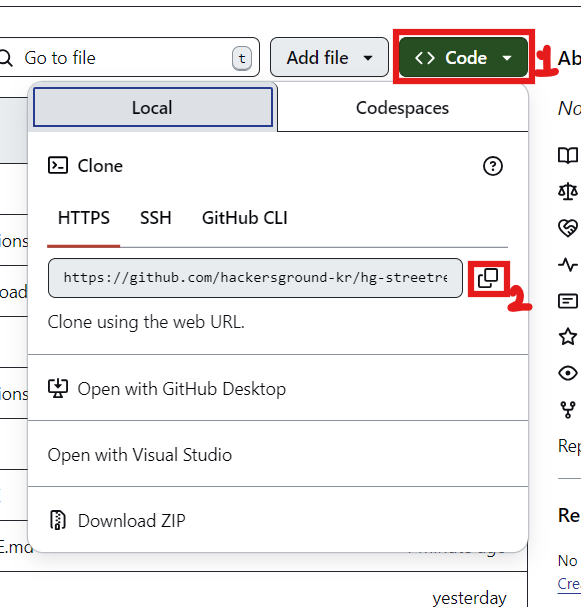 Go to file
t
Add file
Code
1
Ab
Local
Codespaces
No
Clone
HTTPS
SSH
GitHub CLI
ions
https://github.com/hackersground-kr/hg-streetre
2
oad
Clone using the web URL.
Open with GitHub Desktop
ions
Rep
Open with Visual Studio
Re
Download ZIP
E.md
No
Cre
yesterday